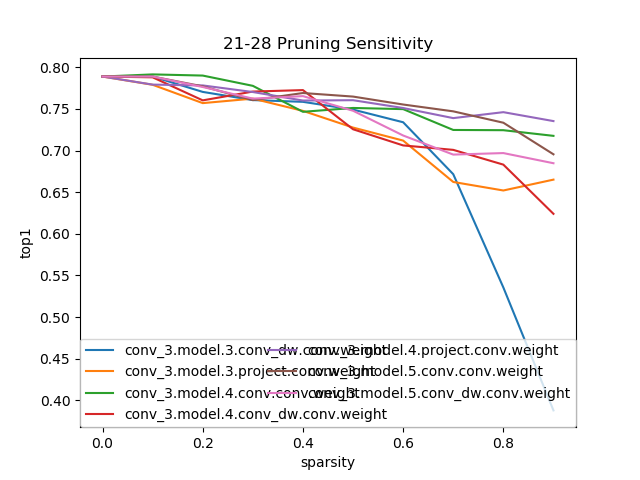 21-28 Pruning Sensitivity
top1
0.80
0.75
0.70
0.65
0.60
0.55
0.50
0.45
0.40
conv_3.model.3.conv_dw.conv.weight
conv_3.model.3.project.conv.weight
conv_3.model.4.conv.conv.weight
conv_3.model.4.conv_dw.conv.weight
conv_3.model.4.project.conv.weight
conv_3.model.5.conv.conv.weight
conv_3.model.5.conv_dw.conv.weight
0.0 0.2 0.4 0.6 0.8
sparsity